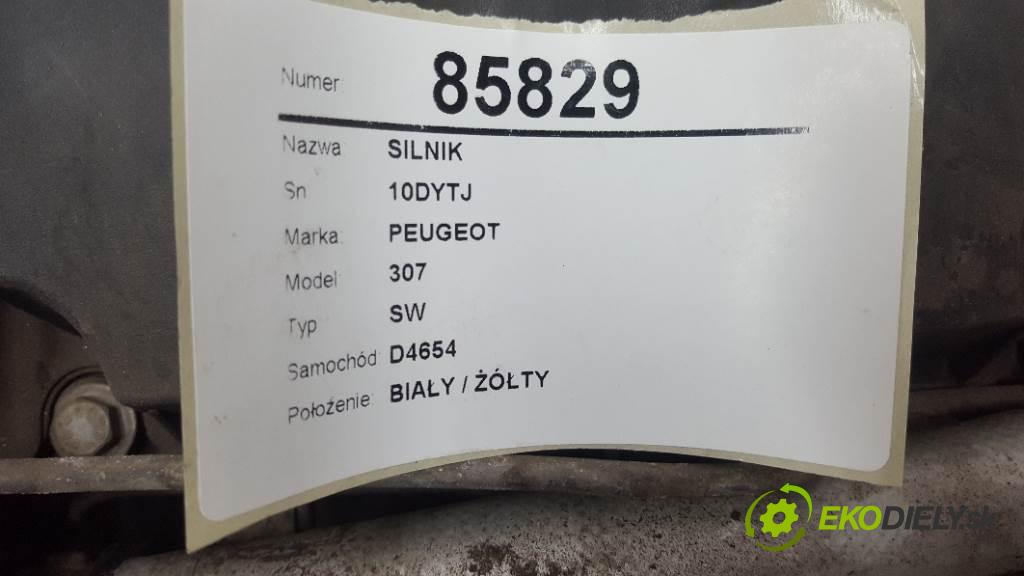 Numer: 85829
Nazwa SILNIK
Sn 10DYTJ
Marka: PEUGEOT
Model 307
Typ SW
Samochód: D4654
Położenie: BIAŁY / ŻÓŁTY
EKODIELY.sk